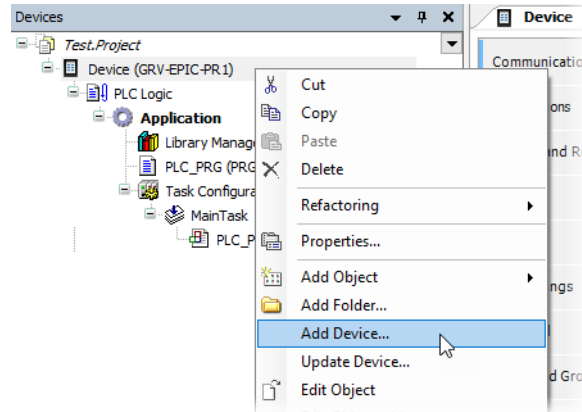 Devices
Test.Project
Device (GRV-EPIC-PR1)
PLC Logic
Application
Library Manag
PLC_PRG (PRG
Task Configura
MainTask
PLC_P
Cut
Copy
Paste
Delete
Refactoring
Properties...
Add Object
Add Folder...
Add Device...
Update Device...
Edit Object
Device
Communicatio
ons
nd R
ngs
d Gro